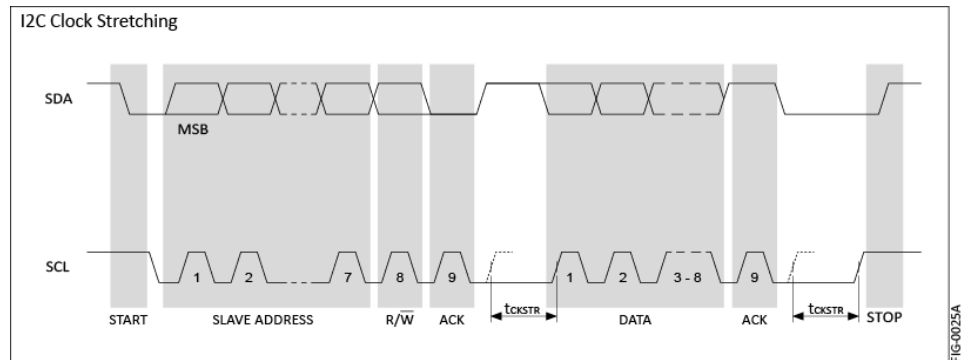 I2C Clock Stretching
SDA
MSB
SCL
1 2 7 8 9 1 2 3 - 8 9
tCKSTR tCKSTR
START SLAVE ADDRESS R/W̅ ACK DATA ACK STOP
FIG-0025A